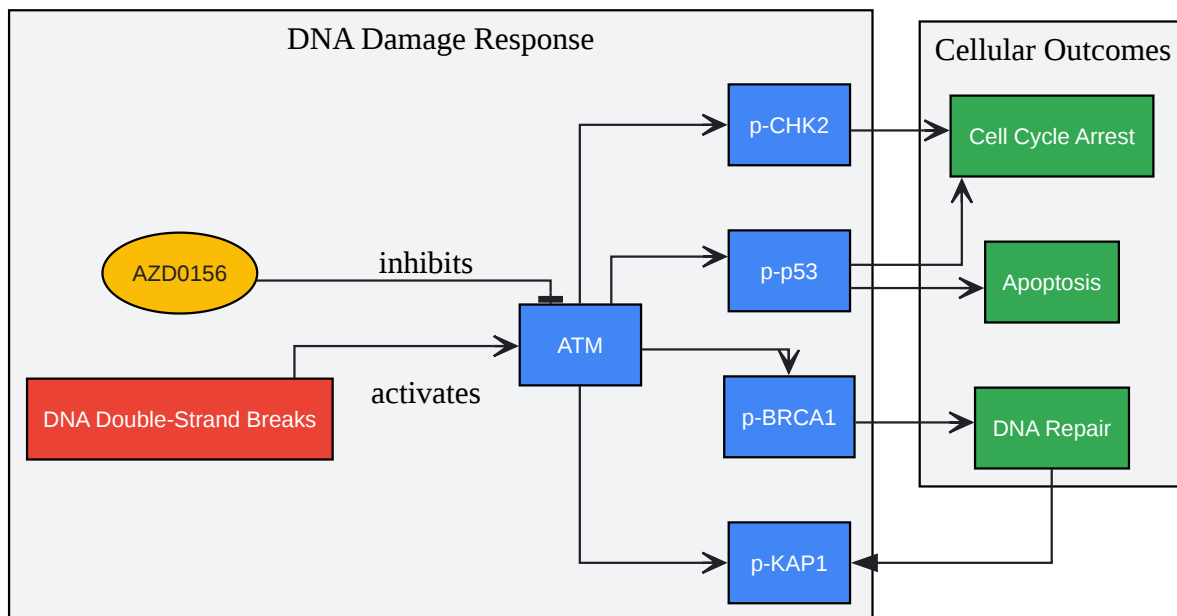 DNA Damage Response
Cellular Outcomes
p-CHK2
Cell Cycle Arrest
AZD0156
inhibits
p-p53
Apoptosis
ATM
activates
DNA Double-Strand Breaks
p-BRCA1
DNA Repair
p-KAP1